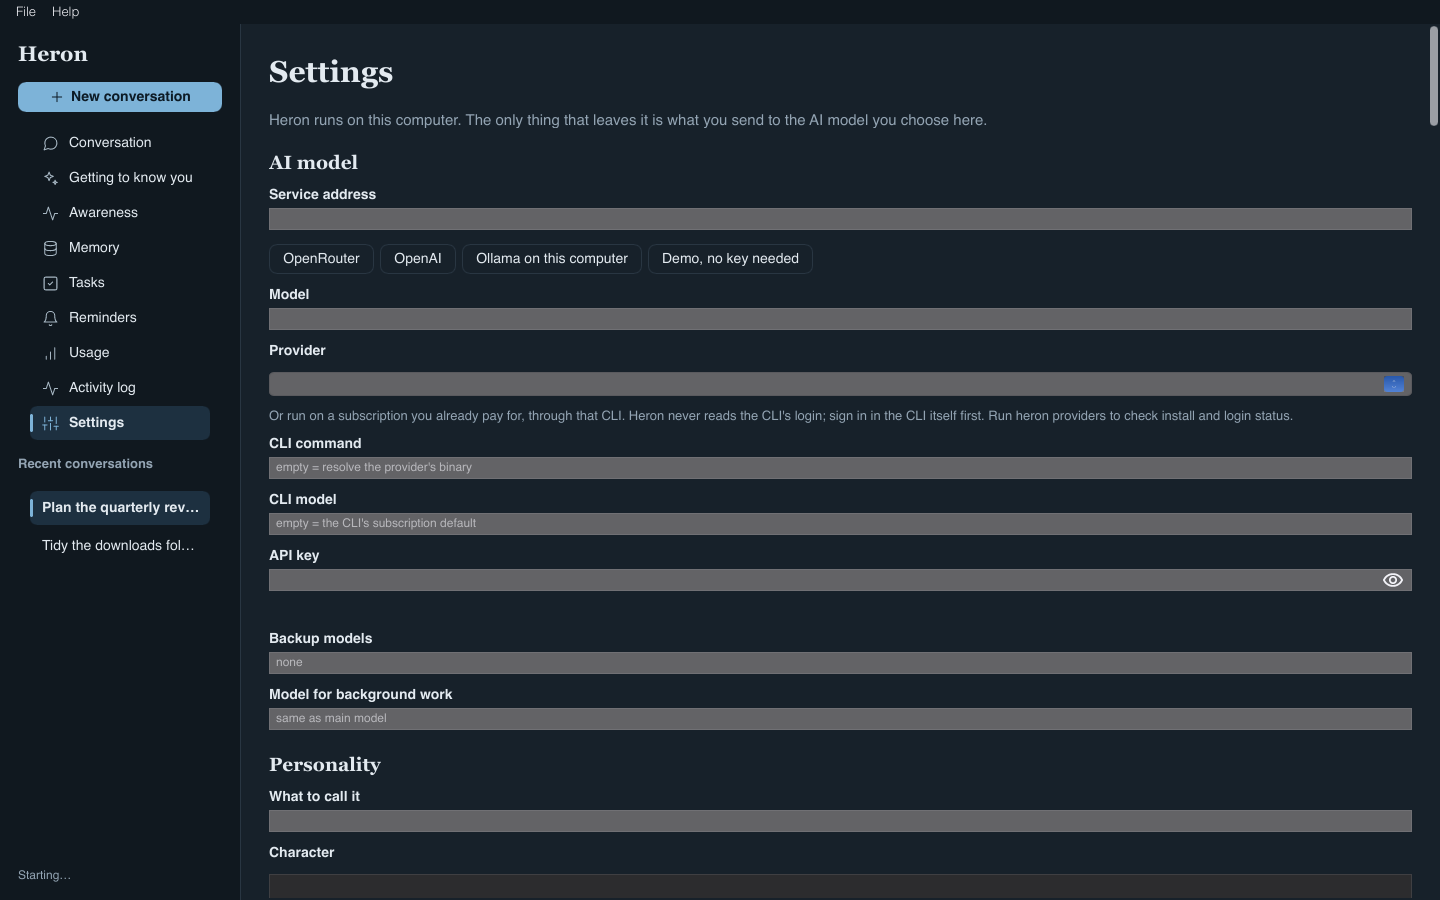 File Help
Heron
New conversation
Conversation
Getting to know you
Awareness
Memory
Tasks
Reminders
Usage
Activity log
Settings
Recent conversations
Plan the quarterly rev…
Tidy the downloads fol…
Starting…
Settings
Heron runs on this computer. The only thing that leaves it is what you send to the AI model you choose here.
AI model
Service address
OpenRouter OpenAI Ollama on this computer Demo, no key needed
Model
Provider
Or run on a subscription you already pay for, through that CLI. Heron never reads the CLI's login; sign in in the CLI itself first. Run heron providers to check install and login status.
CLI command
empty = resolve the provider's binary
CLI model
empty = the CLI's subscription default
API key
Backup models
none
Model for background work
same as main model
Personality
What to call it
Character